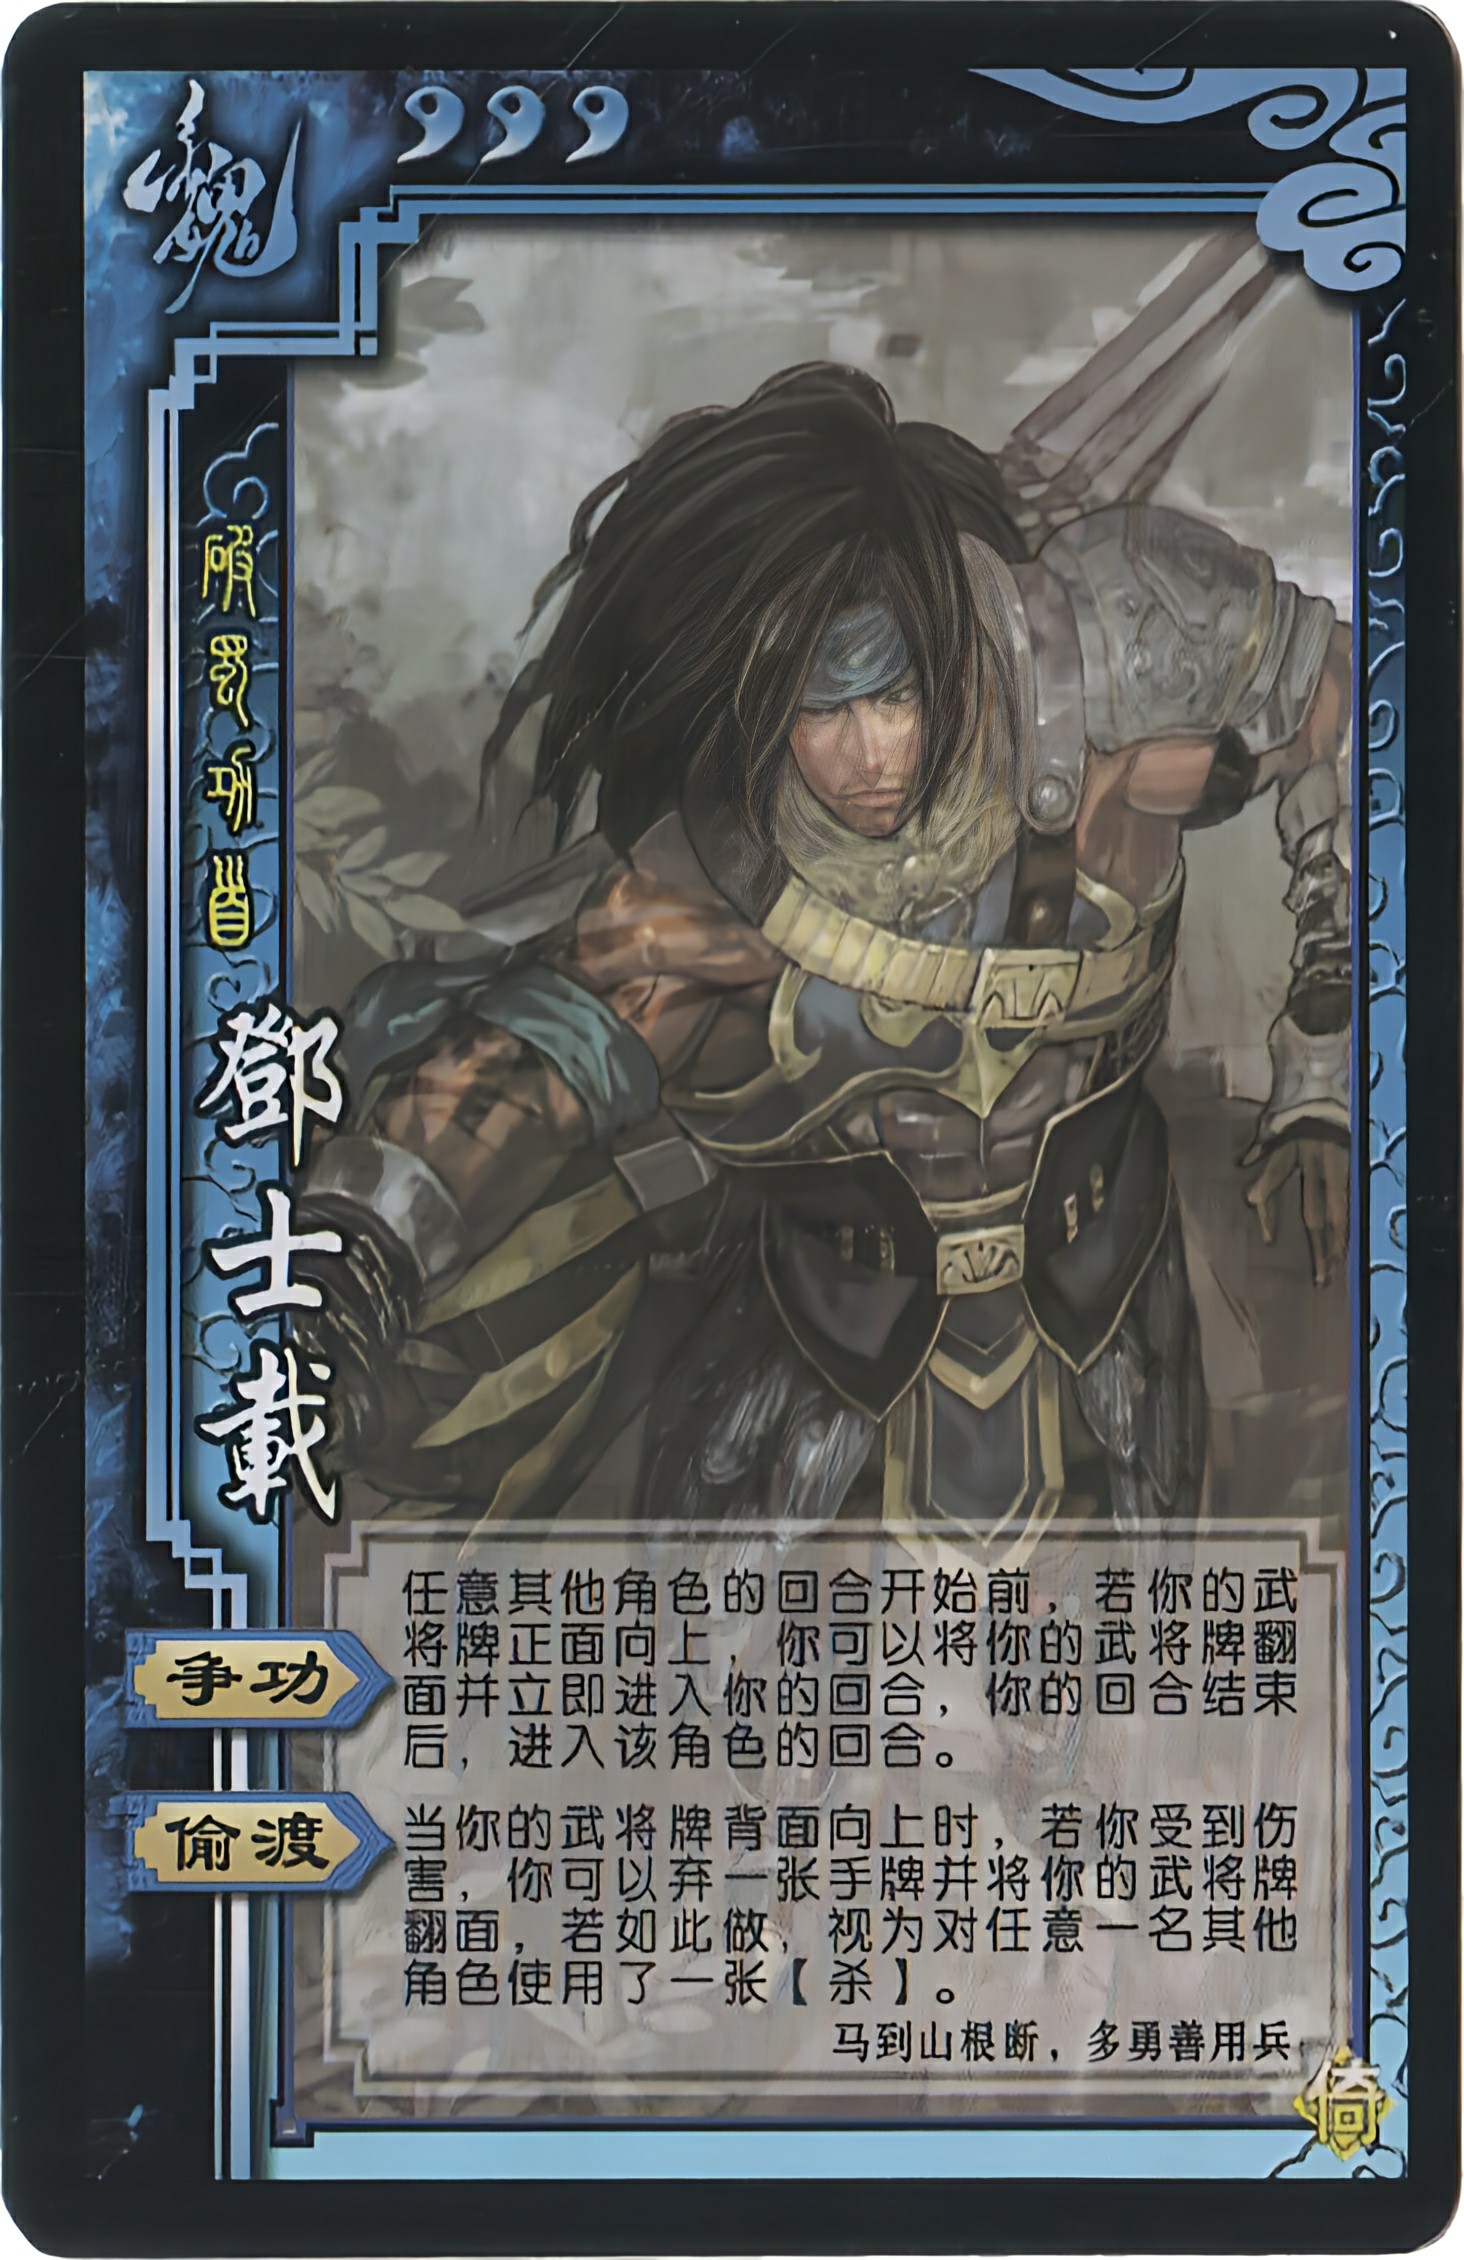 魏
破蜀功首
鄧士載
争功
任意其他角色的回合开始前，若你的武
将牌正面向上，你可以将你的武将牌翻
面并立即进入你的回合，你的回合结束
后，进入该角色的回合。
偷渡
当你的武将牌背面向上时，若你受到伤
害，你可以弃一张手牌并将你的武将牌
翻面，若如此做，视为对任意一名其他
角色使用了一张【杀】。
马到山根断，多勇善用兵
倚